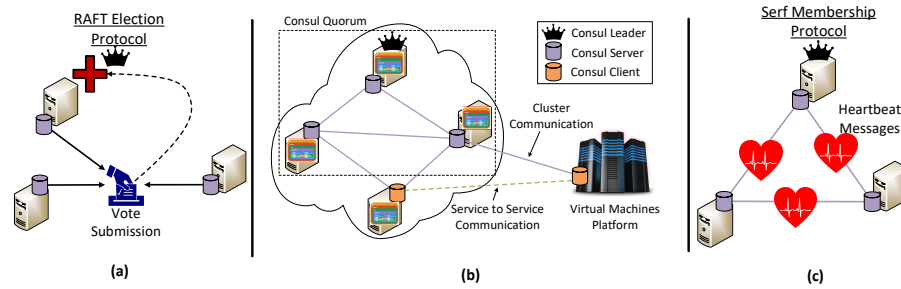 RAFT Election
Protocol
Vote
Submission
(a)
Consul Quorum
Consul Leader
Consul Server
Consul Client
Cluster
Communication
Service to Service
Communication
Virtual Machines
Platform
(b)
Serf Membership
Protocol
Heartbeat
Messages
(c)